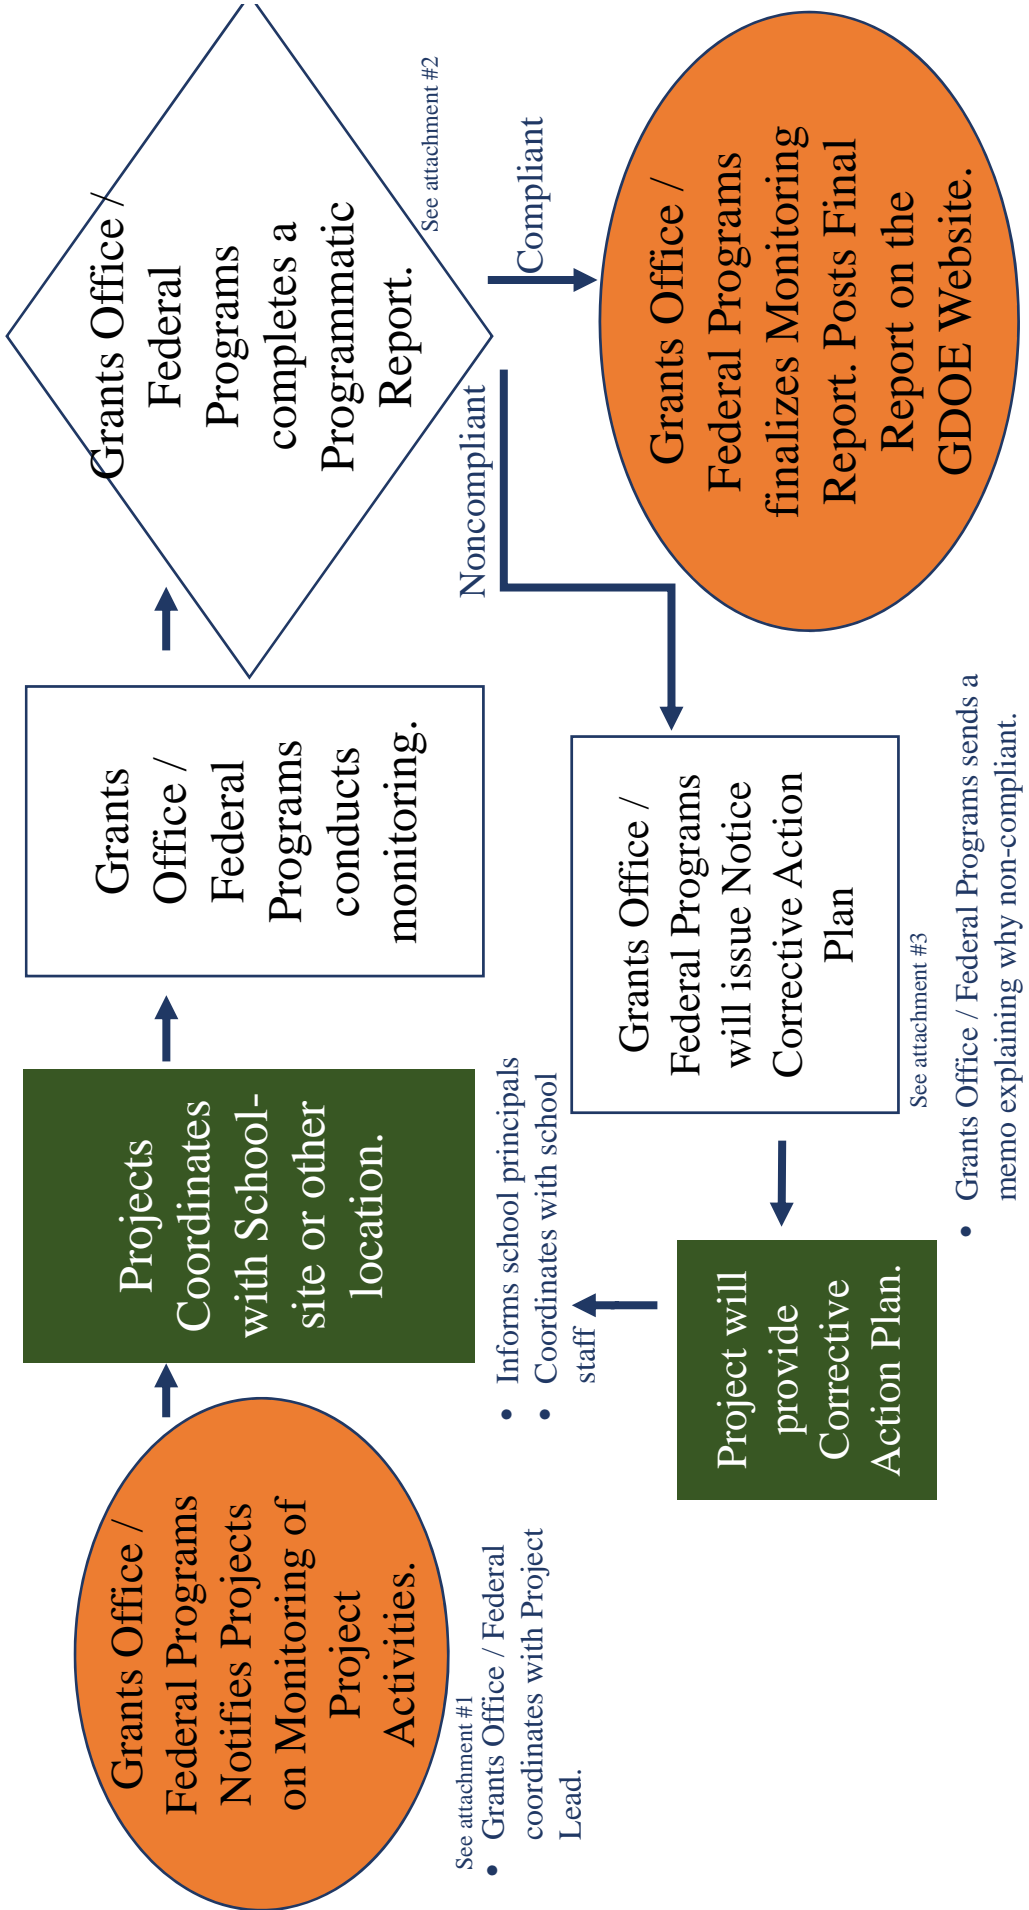 Grants Office /
Federal Programs
Notifies Projects
on Monitoring of
Project
Activities.
See attachment #1
• Grants Office / Federal
coordinates with Project
Lead.
Projects
Coordinates
with School-
site or other
location.
• Informs school principals
• Coordinates with school
staff
Grants
Office /
Federal
Programs
conducts
monitoring.
Grants Office /
Federal
Programs
completes a
Programmatic
Report.
See attachment #2
Noncompliant
Compliant
Grants Office /
Federal Programs
finalizes Monitoring
Report. Posts Final
Report on the
GDOE Website.
Grants Office /
Federal Programs
will issue Notice
Corrective Action
Plan
See attachment #3
• Grants Office / Federal Programs sends a
memo explaining why non-compliant.
Project will
provide
Corrective
Action Plan.